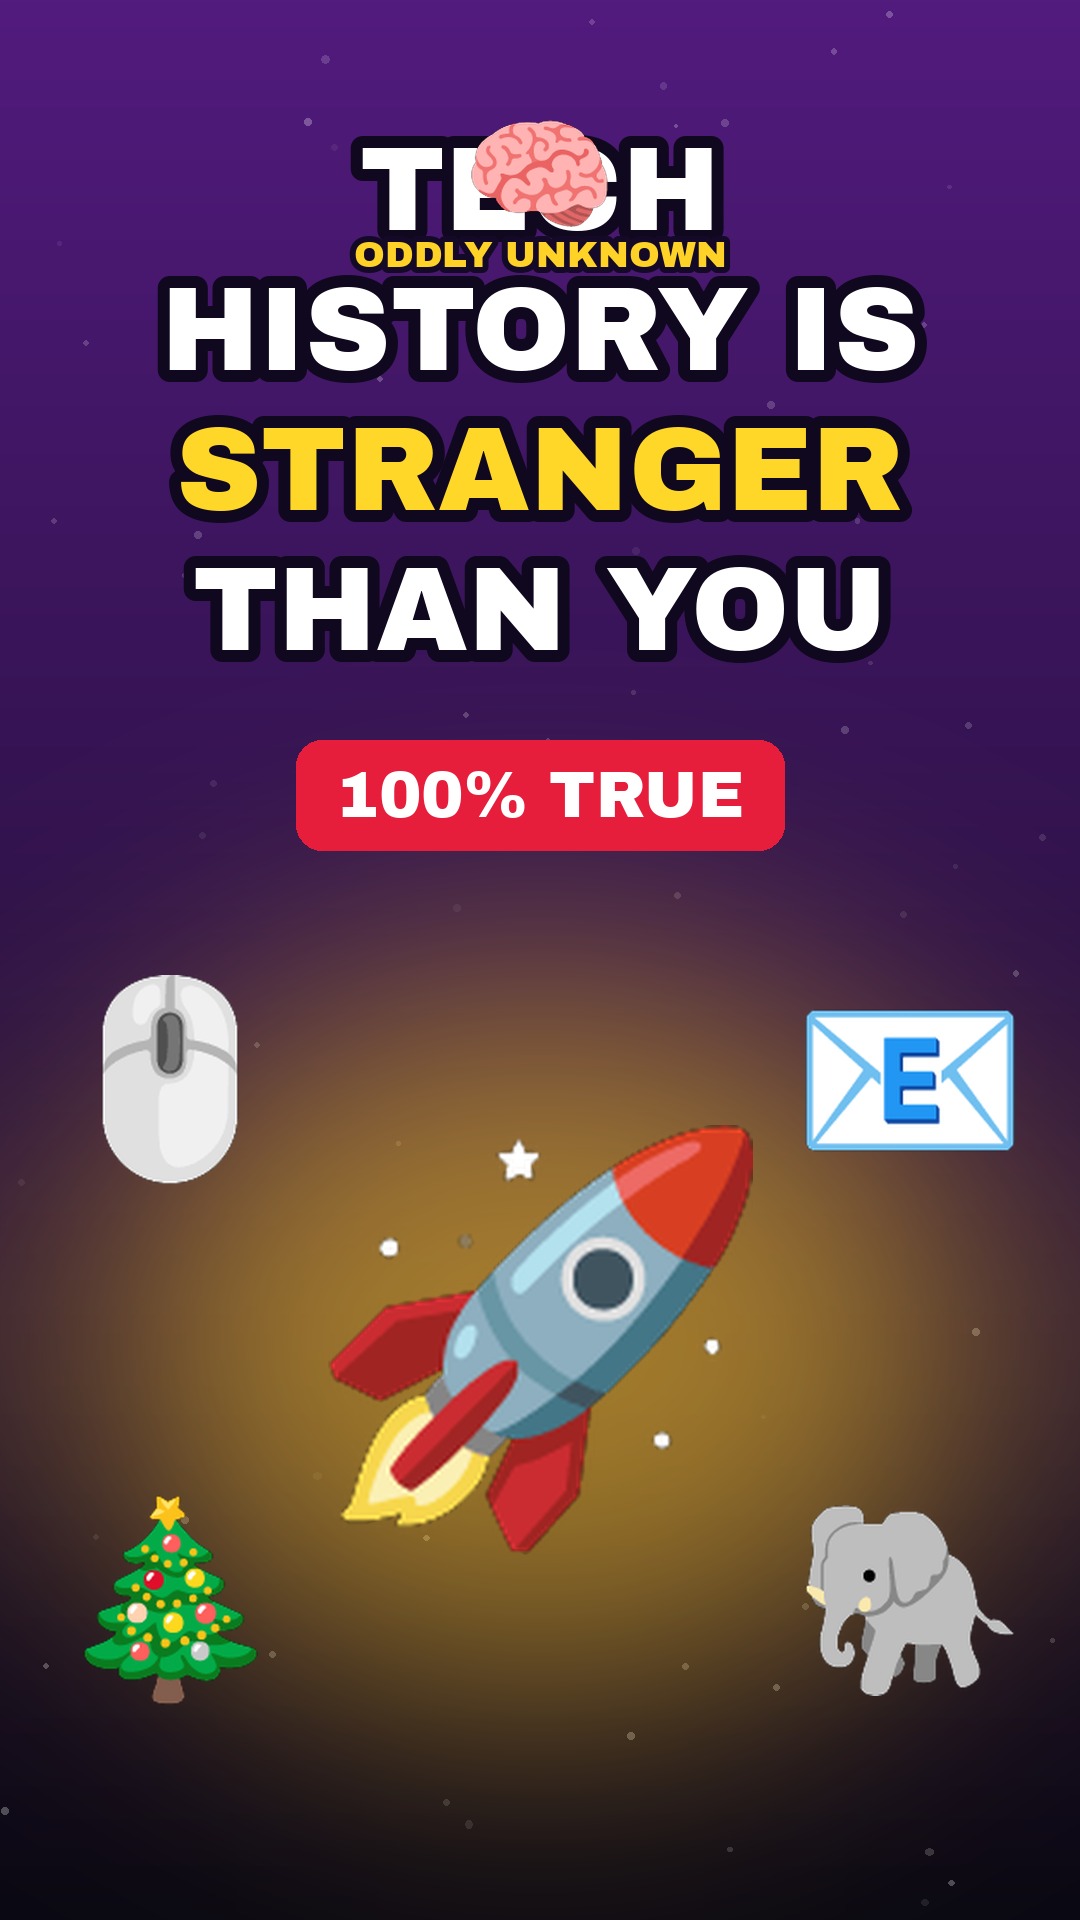 TECH
ODDLY UNKNOWN
HISTORY IS
STRANGER
THAN YOU
100% TRUE
E